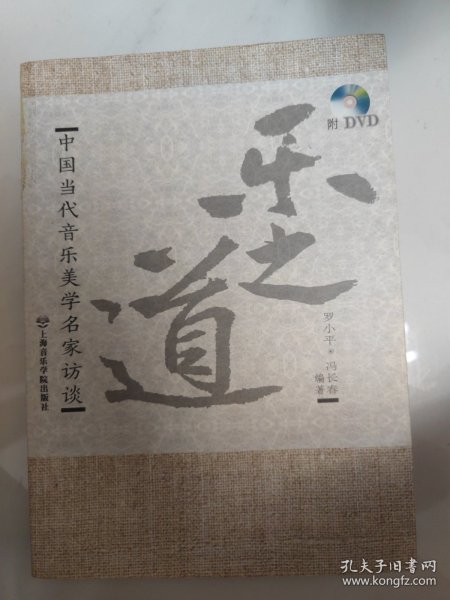 附 DVD
乐之道
中国当代音乐美学名家访谈
罗小平 冯长春
编著
上海音乐学院出版社
孔夫子旧书网
www.kongfz.com